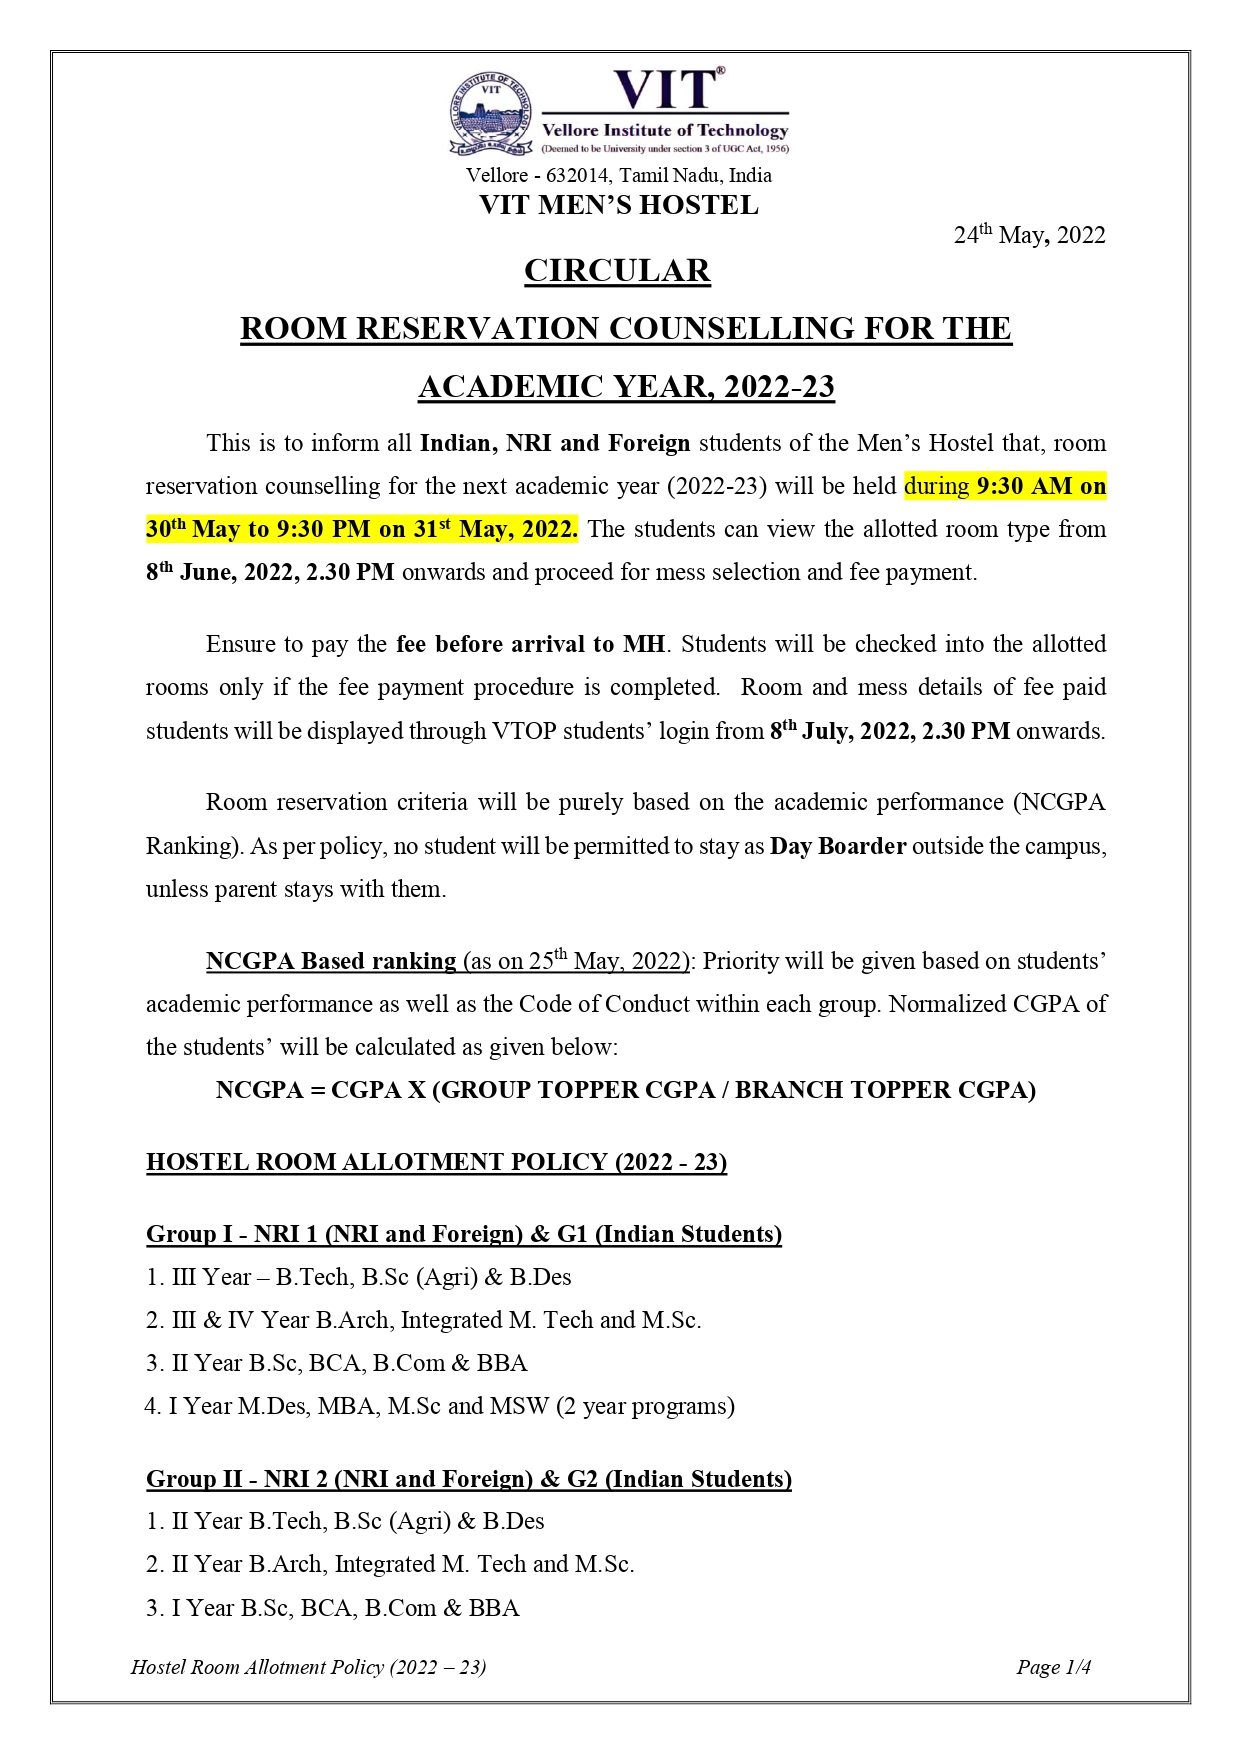 VELLORE INSTITUTE OF TECHNOLOGY
VIT
VIT®
Vellore Institute of Technology
(Deemed to be University under section 3 of UGC Act, 1956)
Vellore - 632014, Tamil Nadu, India
VIT MEN’S HOSTEL
24th May, 2022
CIRCULAR
ROOM RESERVATION COUNSELLING FOR THE
ACADEMIC YEAR, 2022-23
This is to inform all Indian, NRI and Foreign students of the Men’s Hostel that, room
reservation counselling for the next academic year (2022-23) will be held during 9:30 AM on
30th May to 9:30 PM on 31st May, 2022. The students can view the allotted room type from
8th June, 2022, 2.30 PM onwards and proceed for mess selection and fee payment.
Ensure to pay the fee before arrival to MH. Students will be checked into the allotted
rooms only if the fee payment procedure is completed. Room and mess details of fee paid
students will be displayed through VTOP students’ login from 8th July, 2022, 2.30 PM onwards.
Room reservation criteria will be purely based on the academic performance (NCGPA
Ranking). As per policy, no student will be permitted to stay as Day Boarder outside the campus,
unless parent stays with them.
NCGPA Based ranking (as on 25th May, 2022): Priority will be given based on students’
academic performance as well as the Code of Conduct within each group. Normalized CGPA of
the students’ will be calculated as given below:
NCGPA = CGPA X (GROUP TOPPER CGPA / BRANCH TOPPER CGPA)
HOSTEL ROOM ALLOTMENT POLICY (2022 - 23)
Group I - NRI 1 (NRI and Foreign) & G1 (Indian Students)
1. III Year – B.Tech, B.Sc (Agri) & B.Des
2. III & IV Year B.Arch, Integrated M. Tech and M.Sc.
3. II Year B.Sc, BCA, B.Com & BBA
4. I Year M.Des, MBA, M.Sc and MSW (2 year programs)
Group II - NRI 2 (NRI and Foreign) & G2 (Indian Students)
1. II Year B.Tech, B.Sc (Agri) & B.Des
2. II Year B.Arch, Integrated M. Tech and M.Sc.
3. I Year B.Sc, BCA, B.Com & BBA
Hostel Room Allotment Policy (2022 – 23)
Page 1/4